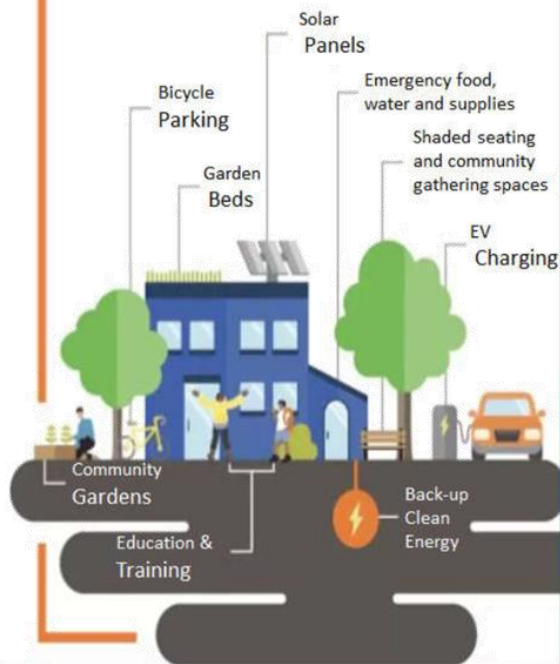 Solar
Panels
Emergency food,
water and supplies
Bicycle
Parking
Shaded seating
and community
gathering spaces
Garden
Beds
EV
Charging
Community
Gardens
Back-up
Clean
Energy
Education &
Training